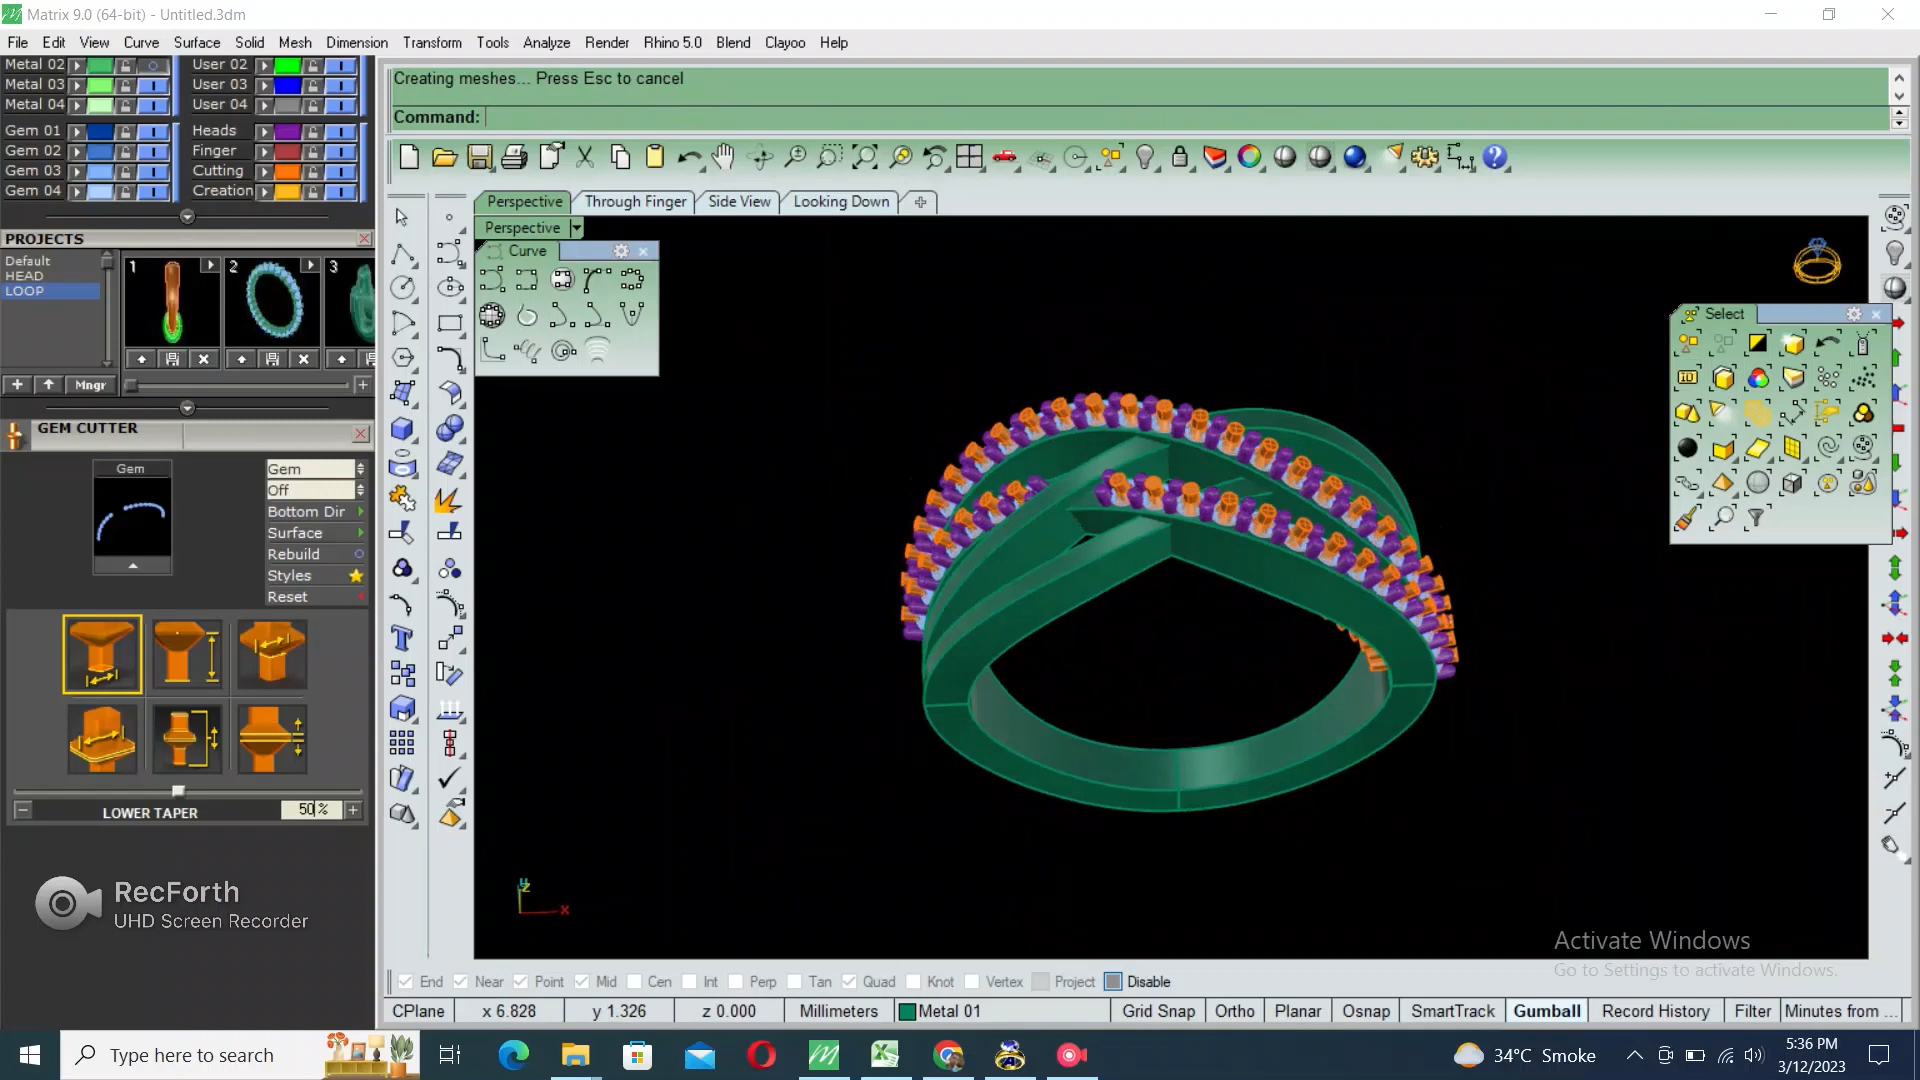 Matrix 9.0 (64-bit) - Untitled.3dm
File Edit View Curve Surface Solid Mesh Dimension Transform Tools Analyze Render Rhino 5.0 Blend Clayoo Help
Metal 02 User 02
Metal 03 User 03
Metal 04 User 04
Gem 01 Heads
Gem 02 Finger
Gem 03 Cutting
Gem 04 Creation
Creating meshes... Press Esc to cancel
Command:
Perspective Through Finger Side View Looking Down
Perspective
Curve
Select
PROJECTS
Default
HEAD
LOOP
1 2 3
Mngr
GEM CUTTER
Gem
Gem
Off
Bottom Dir
Surface
Rebuild
Styles
Reset
LOWER TAPER 50%
RecForth
UHD Screen Recorder
z
x
Activate Windows
Go to Settings to activate Windows.
End Near Point Mid Cen Int Perp Tan Quad Knot Vertex Project Disable
CPlane x 6.828 y 1.326 z 0.000 Millimeters Metal 01 Grid Snap Ortho Planar Osnap SmartTrack Gumball Record History Filter Minutes from ...
Type here to search
34°C Smoke
5:36 PM
3/12/2023